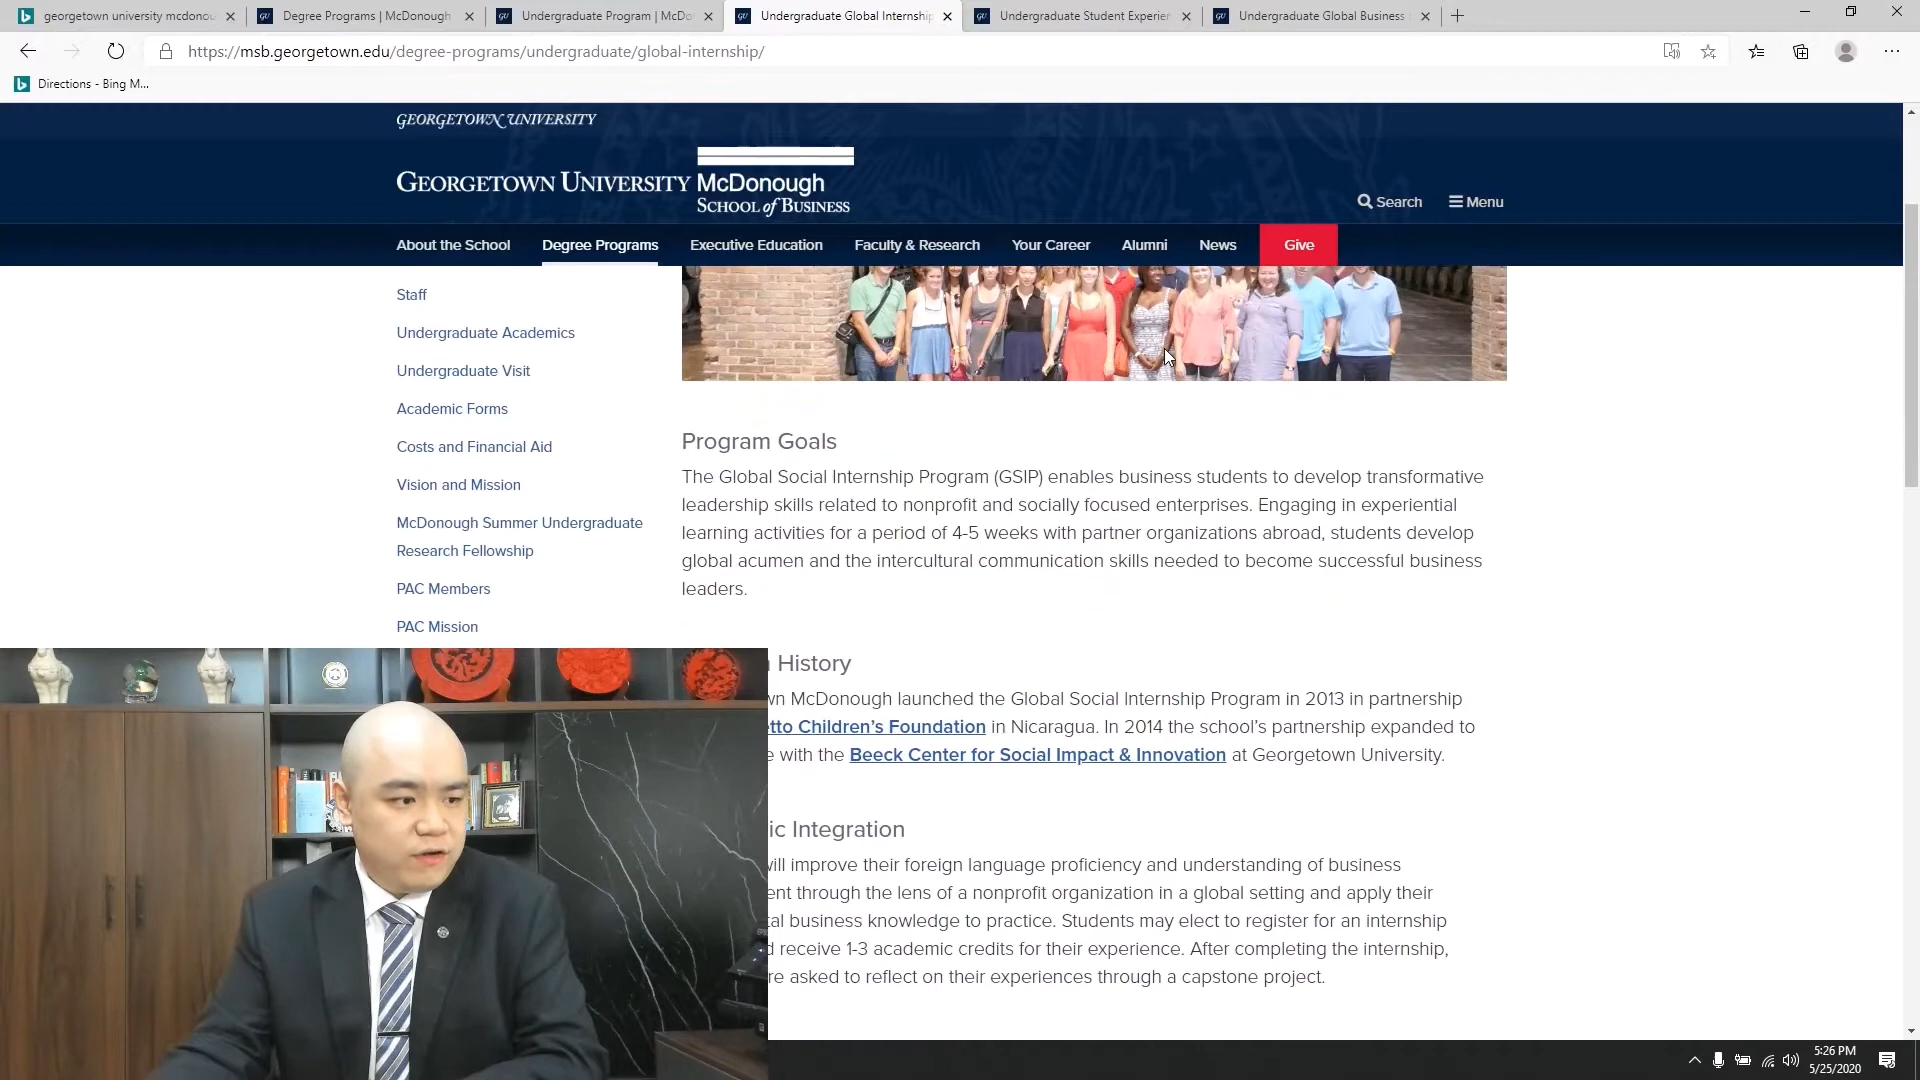 georgetown university mcdonou
Degree Programs | McDonough
Undergraduate Program | McDo
Undergraduate Global Internship
Undergraduate Student Experien
Undergraduate Global Business
https://msb.georgetown.edu/degree-programs/undergraduate/global-internship/
Directions - Bing M...
GEORGETOWN UNIVERSITY
GEORGETOWN UNIVERSITY McDonough
SCHOOL of BUSINESS
Search
Menu
About the School
Degree Programs
Executive Education
Faculty & Research
Your Career
Alumni
News
Give
Staff
Undergraduate Academics
Undergraduate Visit
Academic Forms
Costs and Financial Aid
Vision and Mission
McDonough Summer Undergraduate
Research Fellowship
PAC Members
PAC Mission
Program Goals
The Global Social Internship Program (GSIP) enables business students to develop transformative
leadership skills related to nonprofit and socially focused enterprises. Engaging in experiential
learning activities for a period of 4-5 weeks with partner organizations abroad, students develop
global acumen and the intercultural communication skills needed to become successful business
leaders.
History
wn McDonough launched the Global Social Internship Program in 2013 in partnership
tto Children's Foundation in Nicaragua. In 2014 the school's partnership expanded to
e with the Beeck Center for Social Impact & Innovation at Georgetown University.
ic Integration
will improve their foreign language proficiency and understanding of business
ent through the lens of a nonprofit organization in a global setting and apply their
tal business knowledge to practice. Students may elect to register for an internship
d receive 1-3 academic credits for their experience. After completing the internship,
re asked to reflect on their experiences through a capstone project.
5:26 PM
5/25/2020